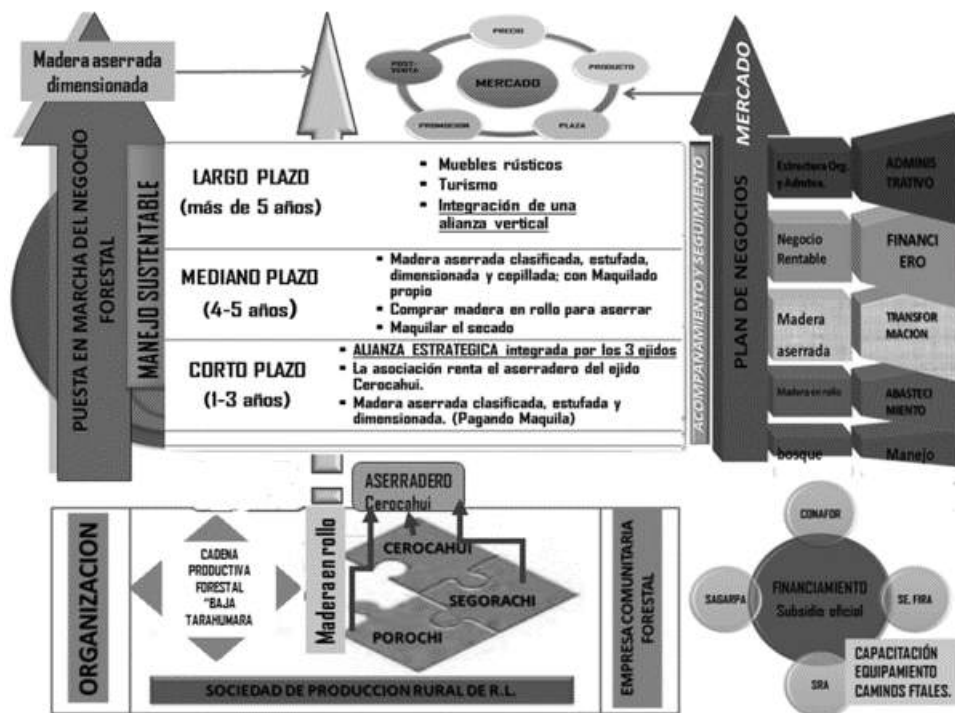 Madera aserrada
dimensionada
PUESTA EN MARCHA DEL NEGOCIO
FORESTAL
MANEJO SUSTENTABLE
PRECIO
POST-
VENTA
MERCADO
PRODUCTO
PROMOCION
PLAZA
LARGO PLAZO
(más de 5 años)
▪ Muebles rústicos
▪ Turismo
▪ Integración de una
alianza vertical
MEDIANO PLAZO
(4-5 años)
▪ Madera aserrada clasificada, estufada,
dimensionada y cepillada; con Maquilado
propio
▪ Comprar madera en rollo para aserrar
▪ Maquilar el secado
CORTO PLAZO
(1-3 años)
▪ ALIANZA ESTRATEGICA integrada por los 3 ejidos
▪ La asociación renta el aserradero del ejido
Cerocahui.
▪ Madera aserrada clasificada, estufada y
dimensionada. (Pagando Maquila)
ACOMPANAMIENTO Y SEGUIMIENTO
PLAN DE NEGOCIOS
MERCADO
Estructura Org.
y Admtva.
ADMINIS
TRATIVO
Negocio
Rentable
FINANCI
ERO
Madera
aserrada
TRANSFOR
MACION
Madera en rollo
ABASTECI
MIENTO
bosque
Manejo
ORGANIZACION
CADENA
PRODUCTIVA
FORESTAL
"BAJA
TARAHUMARA
Madera en rollo
ASERRADERO
Cerocahui
CEROCAHUI
SEGORACHI
POROCHI
SOCIEDAD DE PRODUCCION RURAL DE R.L.
EMPRESA COMUNITARIA
FORESTAL
CONAFOR
SAGARPA
FINANCIAMIENTO
Subsidio oficial
SE, FIRA
SRA
CAPACITACIÓN
EQUIPAMIENTO
CAMINOS FTALES.